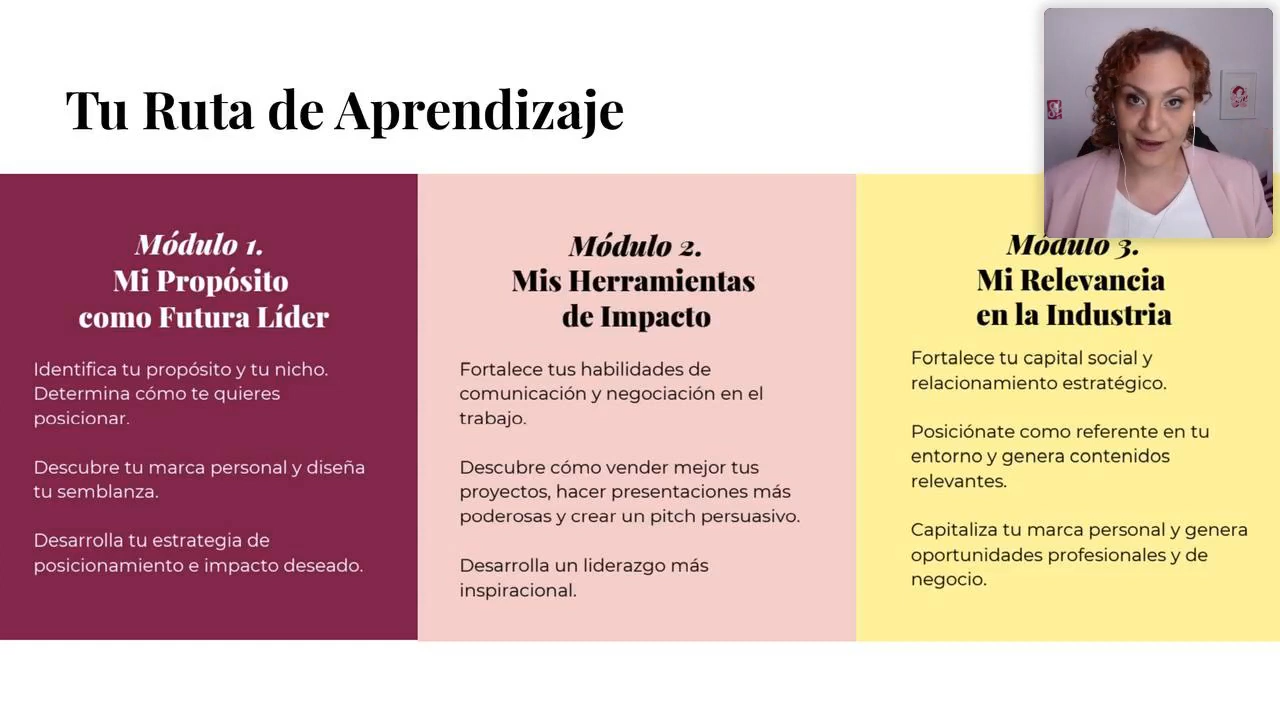 Tu Ruta de Aprendizaje
Módulo 1.
Mi Propósito
como Futura Líder
Identifica tu propósito y tu nicho.
Determina cómo te quieres
posicionar.
Descubre tu marca personal y diseña
tu semblanza.
Desarrolla tu estrategia de
posicionamiento e impacto deseado.
Módulo 2.
Mis Herramientas
de Impacto
Fortalece tus habilidades de
comunicación y negociación en el
trabajo.
Descubre cómo vender mejor tus
proyectos, hacer presentaciones más
poderosas y crear un pitch persuasivo.
Desarrolla un liderazgo más
inspiracional.
Módulo 3.
Mi Relevancia
en la Industria
Fortalece tu capital social y
relacionamiento estratégico.
Posiciónate como referente en tu
entorno y genera contenidos
relevantes.
Capitaliza tu marca personal y genera
oportunidades profesionales y de
negocio.